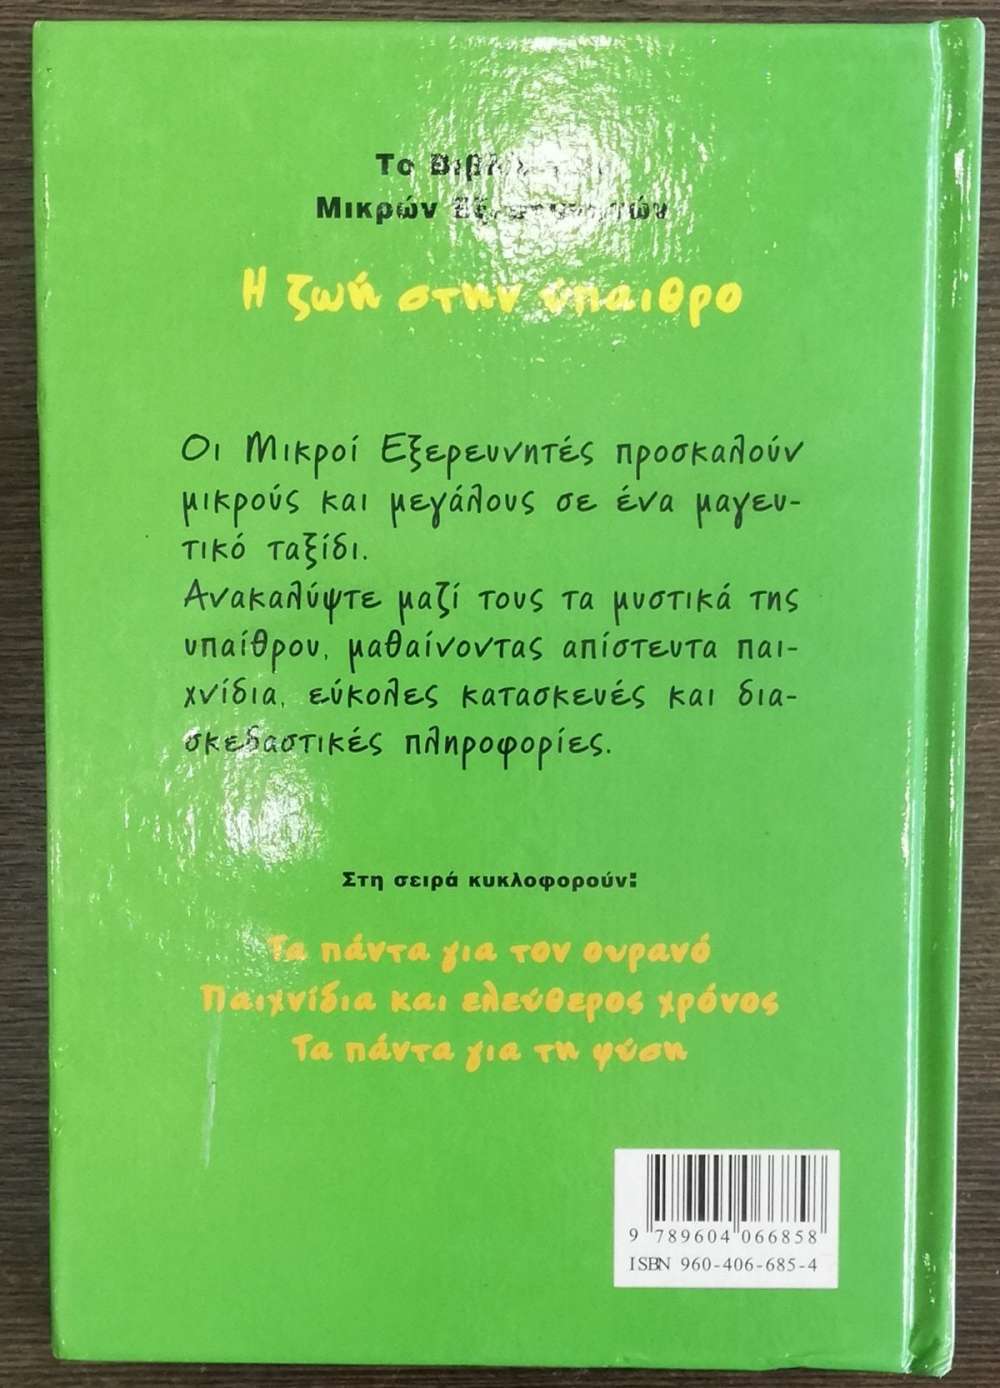 Το Βιβλίο των
Μικρών Εξερευνητών
Η ζωή στην ύπαιθρο
Οι Μικροί Εξερευνητές προσκαλούν
μικρούς και μεγάλους σε ένα μαγευ-
τικό ταξίδι.
Ανακαλύψτε μαζί τους τα μυστικά της
υπαίθρου, μαθαίνοντας απίστευτα παι-
χνίδια, εύκολες κατασκευές και δια-
σκεδαστικές πληροφορίες.
Στη σειρά κυκλοφορούν:
Τα πάντα για τον ουρανό
Παιχνίδια και ελεύθερος χρόνος
Τα πάντα για τη φύση
9 789604 066858
ISBN 960-406-685-4